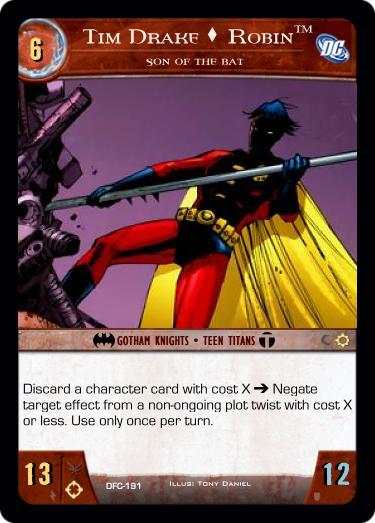 6
TIM DRAKE ♦ ROBIN™
DC
SON OF THE BAT
GOTHAM KNIGHTS • TEEN TITANS T
Discard a character card with cost X ➔ Negate
target effect from a non-ongoing plot twist with cost X
or less. Use only once per turn.
13
DFC-191
ILLUS: TONY DANIEL
12